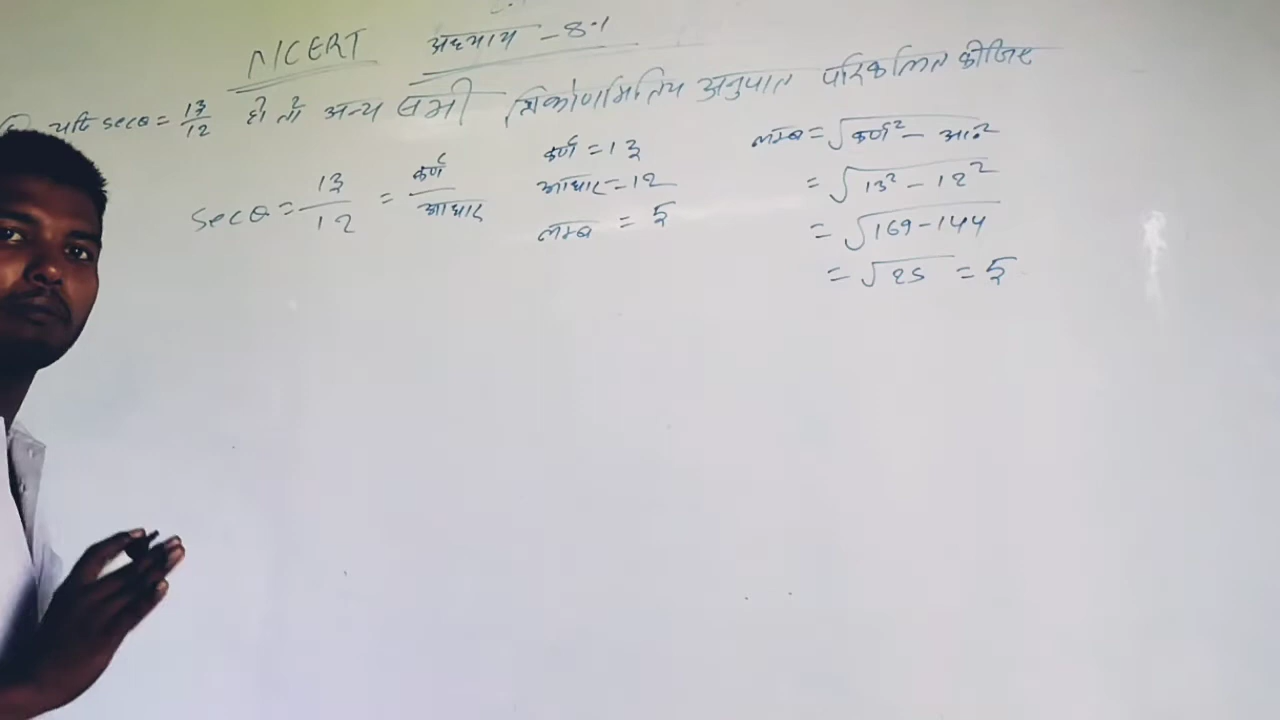 NCERT अध्याय - 8.1
यदि secθ = 13/12 हो तो अन्य सभी त्रिकोणमितिय अनुपात परिकलित कीजिए
secθ = 13/12 = कर्ण/आधार
कर्ण = 13
आधार = 12
लम्ब = 5
लम्ब = √कर्ण² - आ०²
= √13² - 12²
= √169 - 144
= √25 = 5